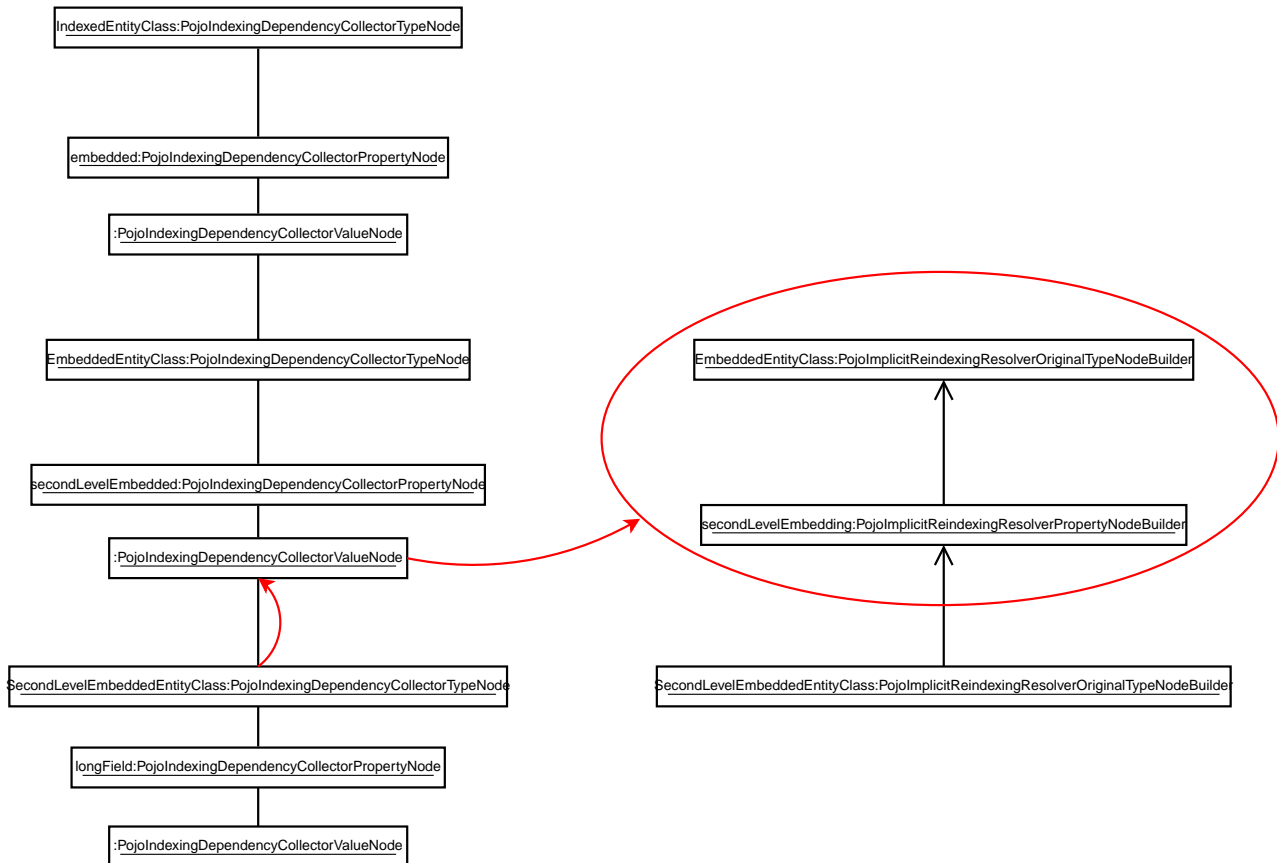 IndexedEntityClass:PojoIndexingDependencyCollectorTypeNode
embedded:PojoIndexingDependencyCollectorPropertyNode
:PojoIndexingDependencyCollectorValueNode
EmbeddedEntityClass:PojoIndexingDependencyCollectorTypeNode
secondLevelEmbedded:PojoIndexingDependencyCollectorPropertyNode
:PojoIndexingDependencyCollectorValueNode
SecondLevelEmbeddedEntityClass:PojoIndexingDependencyCollectorTypeNode
longField:PojoIndexingDependencyCollectorPropertyNode
:PojoIndexingDependencyCollectorValueNode
EmbeddedEntityClass:PojoImplicitReindexingResolverOriginalTypeNodeBuilder
secondLevelEmbedding:PojoImplicitReindexingResolverPropertyNodeBuilder
SecondLevelEmbeddedEntityClass:PojoImplicitReindexingResolverOriginalTypeNodeBuilder